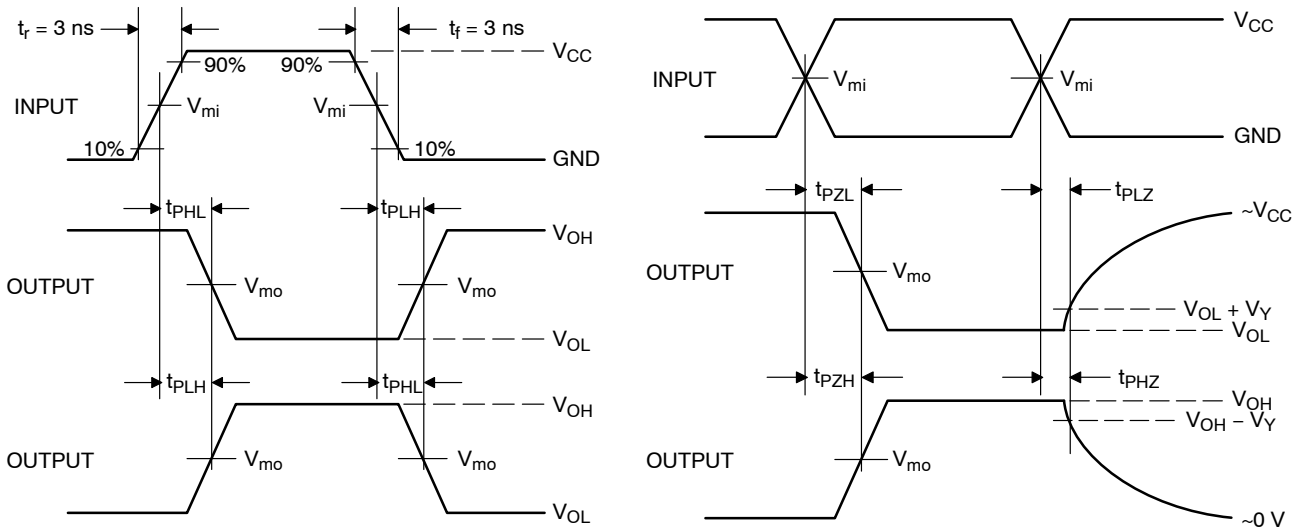 tr = 3 ns
tf = 3 ns
VCC
90%
90%
INPUT
Vmi
Vmi
10%
10%
GND
tPHL
tPLH
VOH
OUTPUT
Vmo
Vmo
VOL
tPLH
tPHL
VOH
OUTPUT
Vmo
Vmo
VOL
VCC
INPUT
Vmi
Vmi
GND
tPZL
tPLZ
~VCC
OUTPUT
Vmo
VOL + VY
VOL
tPZH
tPHZ
VOH
VOH − VY
OUTPUT
Vmo
~0 V